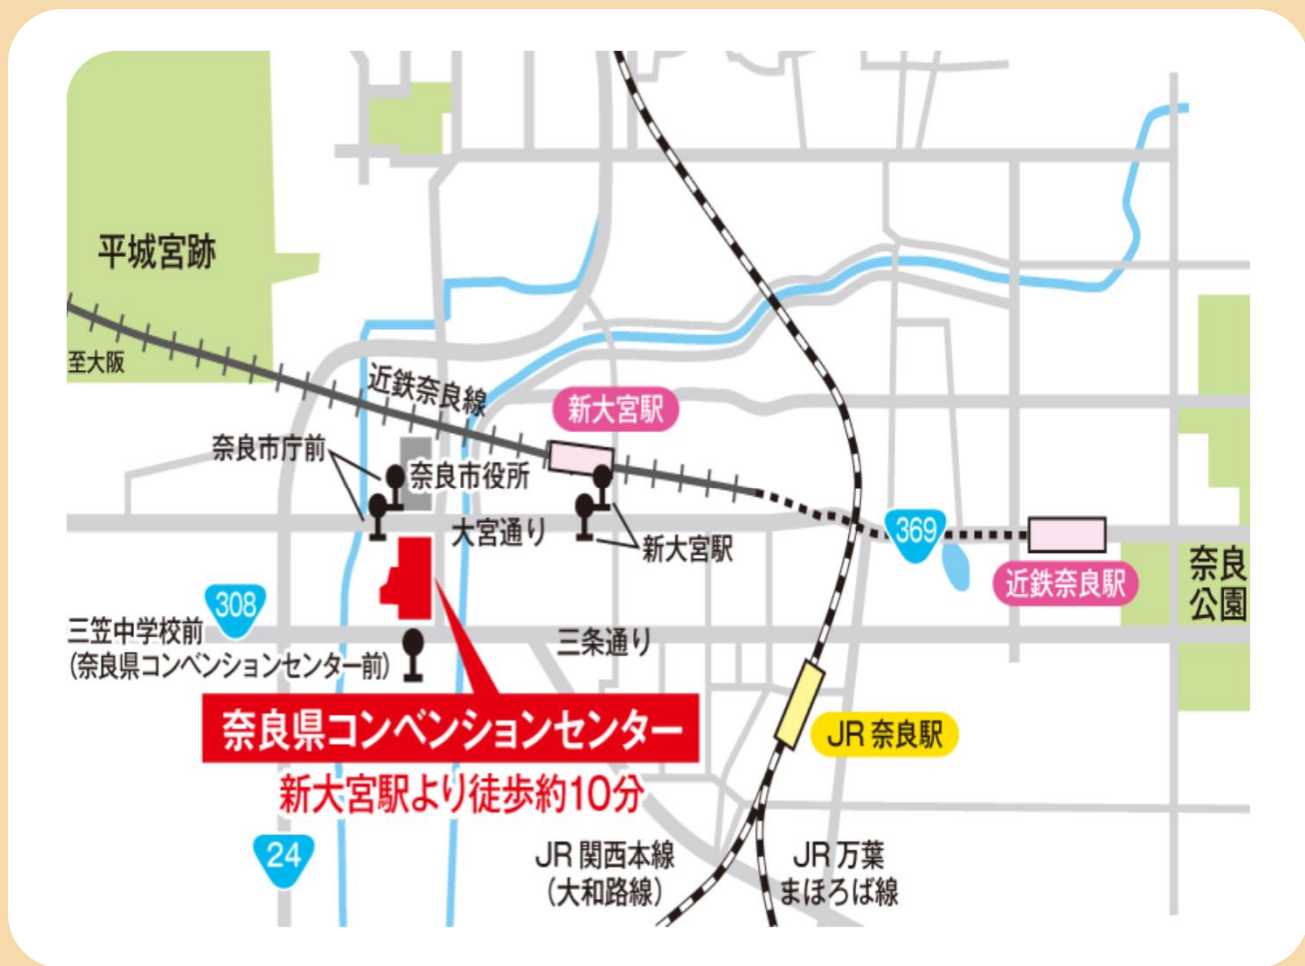 平城宮跡
至大阪
近鉄奈良線
新大宮駅
奈良市庁前
奈良市役所
大宮通り
新大宮駅
369
近鉄奈良駅
奈良
公園
308
三笠中学校前
(奈良県コンベンションセンター前)
三条通り
奈良県コンベンションセンター
新大宮駅より徒歩約10分
JR 奈良駅
24
JR 関西本線
(大和路線)
JR 万葉
まほろば線